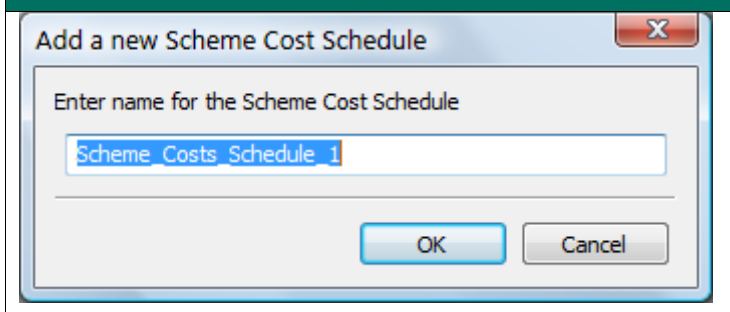 Add a new Scheme Cost Schedule
Enter name for the Scheme Cost Schedule
Scheme_Costs_Schedule_1
OK Cancel